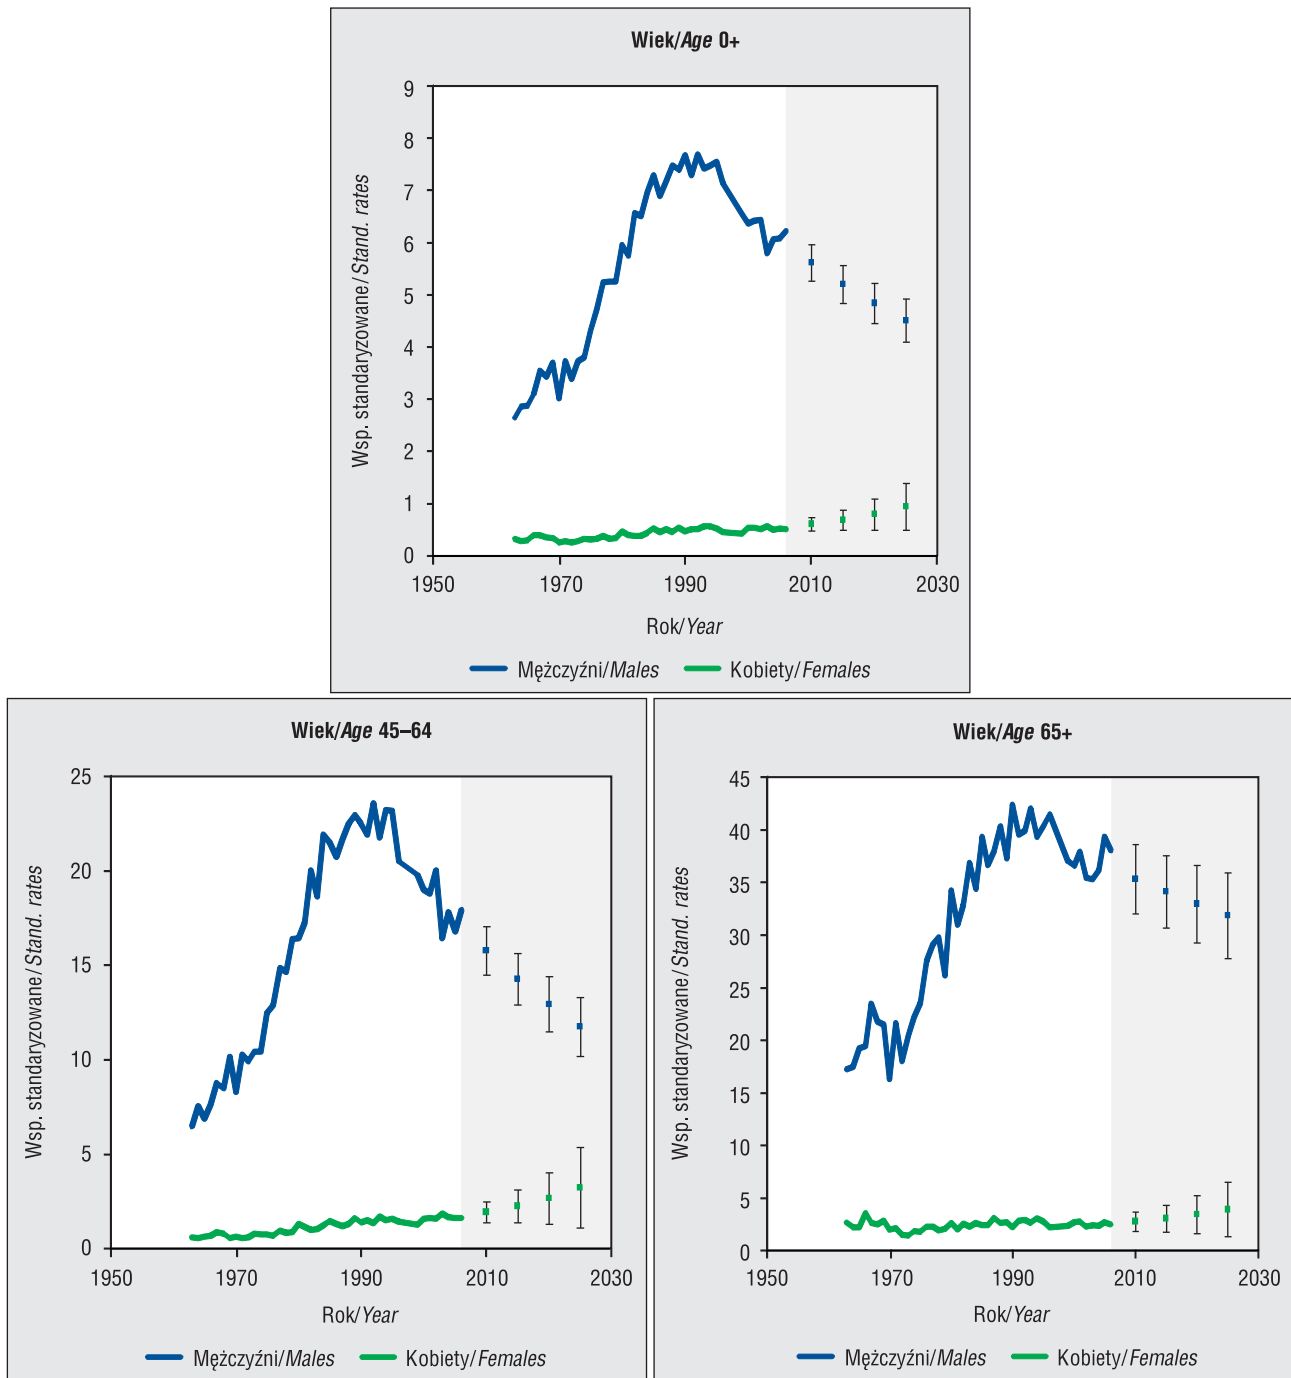 Wiek/Age 0+
Wsp. standaryzowane/Stand. rates
9
8
7
6
5
4
3
2
1
0
1950 1970 1990 2010 2030
Rok/Year
Mężczyźni/Males Kobiety/Females
Wiek/Age 45–64
Wsp. standaryzowane/Stand. rates
25
20
15
10
5
0
1950 1970 1990 2010 2030
Rok/Year
Mężczyźni/Males Kobiety/Females
Wiek/Age 65+
Wsp. standaryzowane/Stand. rates
45
40
35
30
25
20
15
10
5
0
1950 1970 1990 2010 2030
Rok/Year
Mężczyźni/Males Kobiety/Females